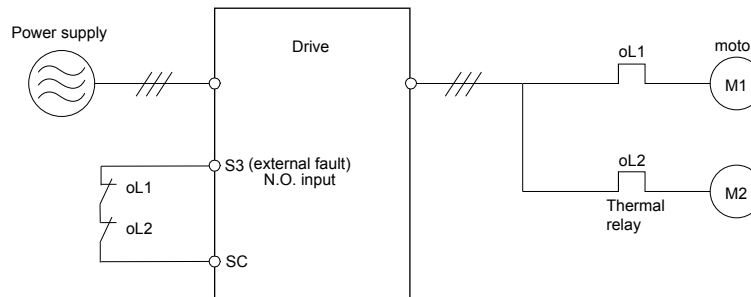 Power supply
Drive
oL1
moto
M1
S3 (external fault)
N.O. input
oL1
oL2
SC
oL2
M2
Thermal
relay